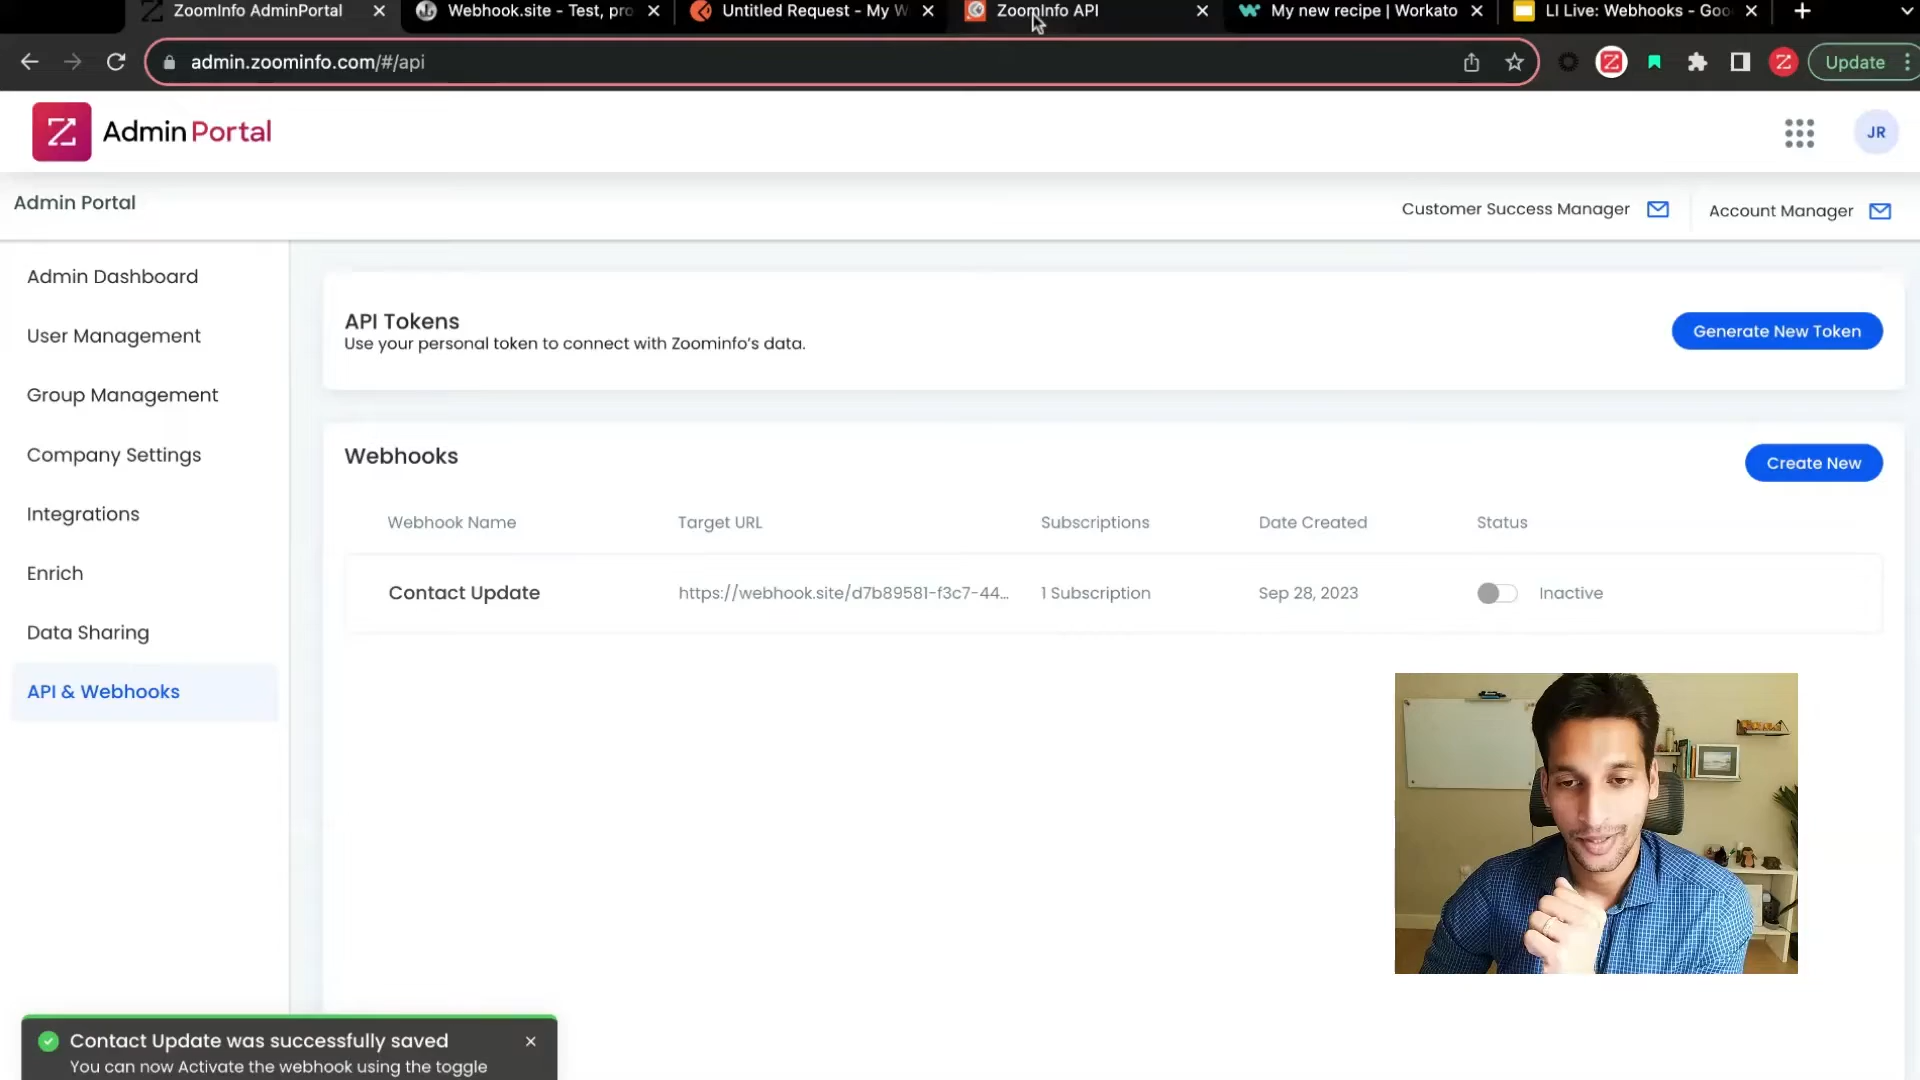 ZoomInfo AdminPortal
Webhook.site - Test, pro
Untitled Request - My W
ZoomInfo API
My new recipe | Workato
LI Live: Webhooks - Goo
admin.zoominfo.com/#/api
Update
Admin Portal
JR
Admin Portal
Customer Success Manager
Account Manager
Admin Dashboard
User Management
Group Management
Company Settings
Integrations
Enrich
Data Sharing
API & Webhooks
API Tokens
Use your personal token to connect with Zoominfo's data.
Generate New Token
Webhooks
Create New
Webhook Name
Target URL
Subscriptions
Date Created
Status
Contact Update
https://webhook.site/d7b89581-f3c7-44...
1 Subscription
Sep 28, 2023
Inactive
Contact Update was successfully saved
You can now Activate the webhook using the toggle